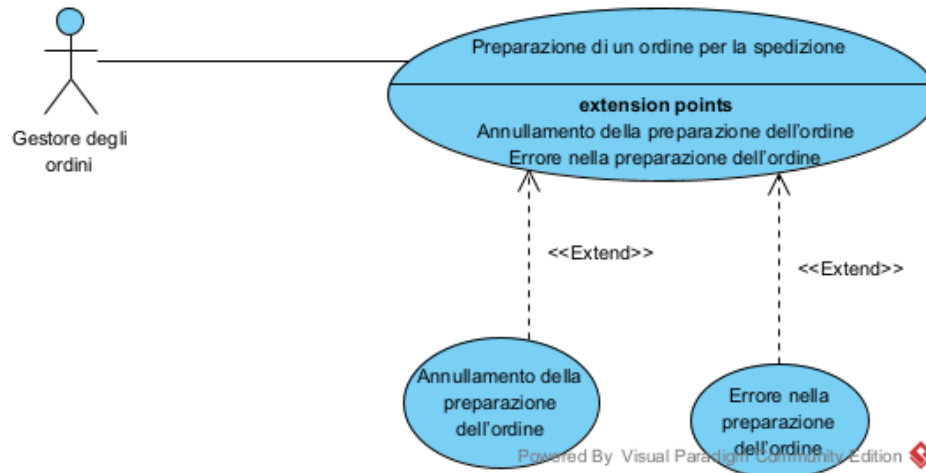 Preparazione di un ordine per la spedizione
extension points
Annullamento della preparazione dell'ordine
Errore nella preparazione dell'ordine
Gestore degli
ordini
<<Extend>>
<<Extend>>
Annullamento della
preparazione
dell'ordine
Errore nella
preparazione
dell'ordine
Powered By Visual Paradigm Community Edition